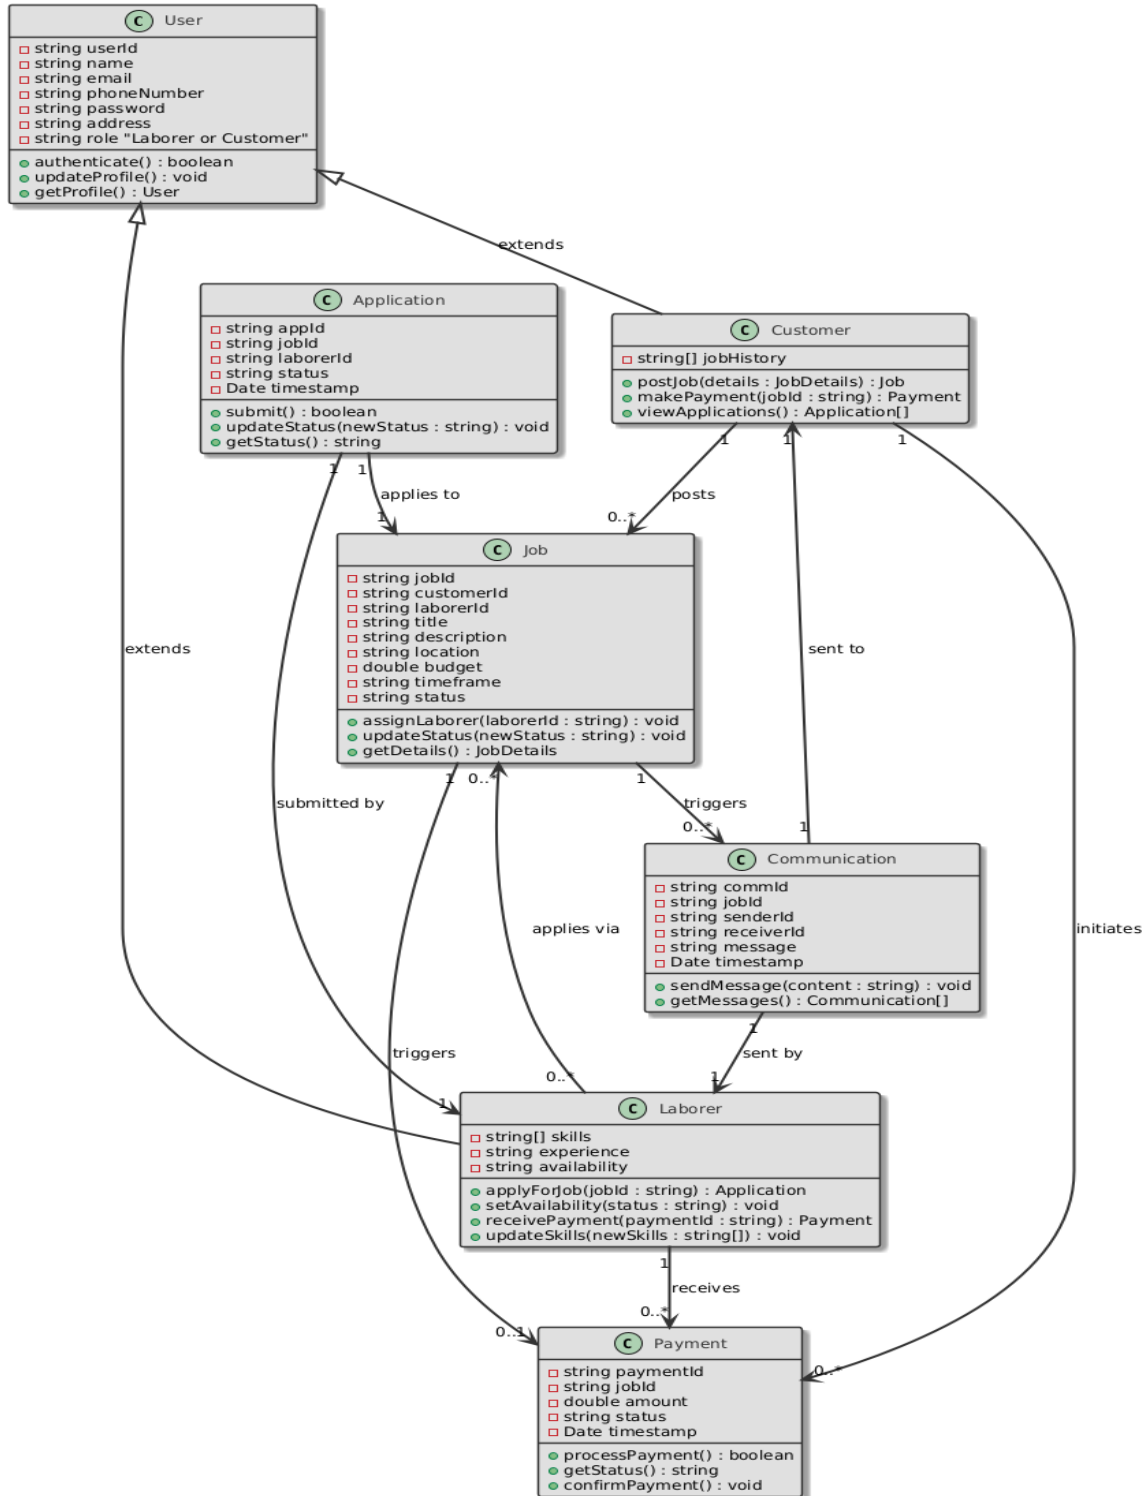 C User
string userId
string name
string email
string phoneNumber
string password
string address
string role "Laborer or Customer"
authenticate() : boolean
updateProfile() : void
getProfile() : User
extends
C Application
string appId
string jobId
string laborerId
string status
Date timestamp
submit() : boolean
updateStatus(newStatus : string) : void
getStatus() : string
C Customer
string[] jobHistory
postJob(details : JobDetails) : Job
makePayment(jobId : string) : Payment
viewApplications() : Application[]
1
1
1
1
1
applies to
posts
1
0..*
C Job
string jobId
string customerId
string laborerId
string title
string description
string location
double budget
string timeframe
string status
assignLaborer(laborerId : string) : void
updateStatus(newStatus : string) : void
getDetails() : JobDetails
extends
sent to
1
0..*
1
submitted by
triggers
0..*
1
C Communication
string commId
string jobId
string senderId
string receiverId
string message
Date timestamp
sendMessage(content : string) : void
getMessages() : Communication[]
applies via
initiates
1
triggers
sent by
0..*
1
1
C Laborer
string[] skills
string experience
string availability
applyForJob(jobId : string) : Application
setAvailability(status : string) : void
receivePayment(paymentId : string) : Payment
updateSkills(newSkills : string[]) : void
1
receives
0..*
0..1
0..*
C Payment
string paymentId
string jobId
double amount
string status
Date timestamp
processPayment() : boolean
getStatus() : string
confirmPayment() : void